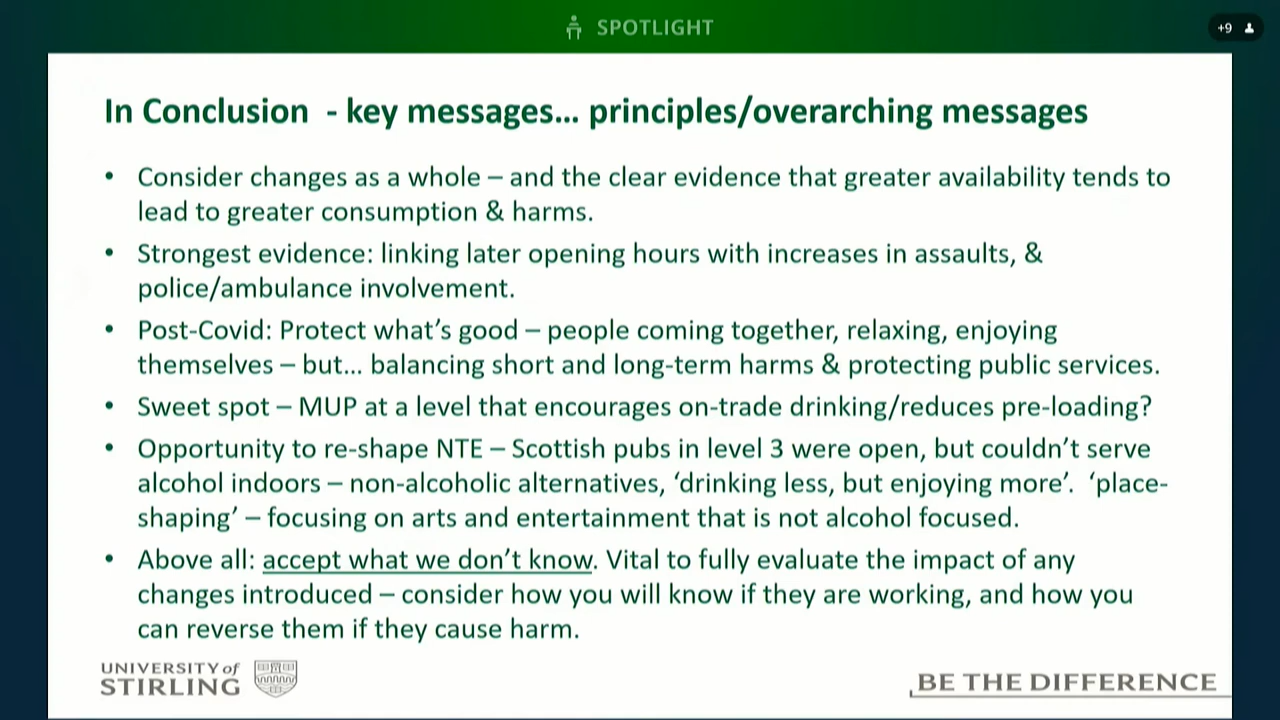 SPOTLIGHT
+9
In Conclusion - key messages... principles/overarching messages
• Consider changes as a whole – and the clear evidence that greater availability tends to
lead to greater consumption & harms.
• Strongest evidence: linking later opening hours with increases in assaults, &
police/ambulance involvement.
• Post-Covid: Protect what’s good – people coming together, relaxing, enjoying
themselves – but... balancing short and long-term harms & protecting public services.
• Sweet spot – MUP at a level that encourages on-trade drinking/reduces pre-loading?
• Opportunity to re-shape NTE – Scottish pubs in level 3 were open, but couldn’t serve
alcohol indoors – non-alcoholic alternatives, ‘drinking less, but enjoying more’. ‘place-
shaping’ – focusing on arts and entertainment that is not alcohol focused.
• Above all: accept what we don’t know. Vital to fully evaluate the impact of any
changes introduced – consider how you will know if they are working, and how you
can reverse them if they cause harm.
UNIVERSITY of
STIRLING
BE THE DIFFERENCE